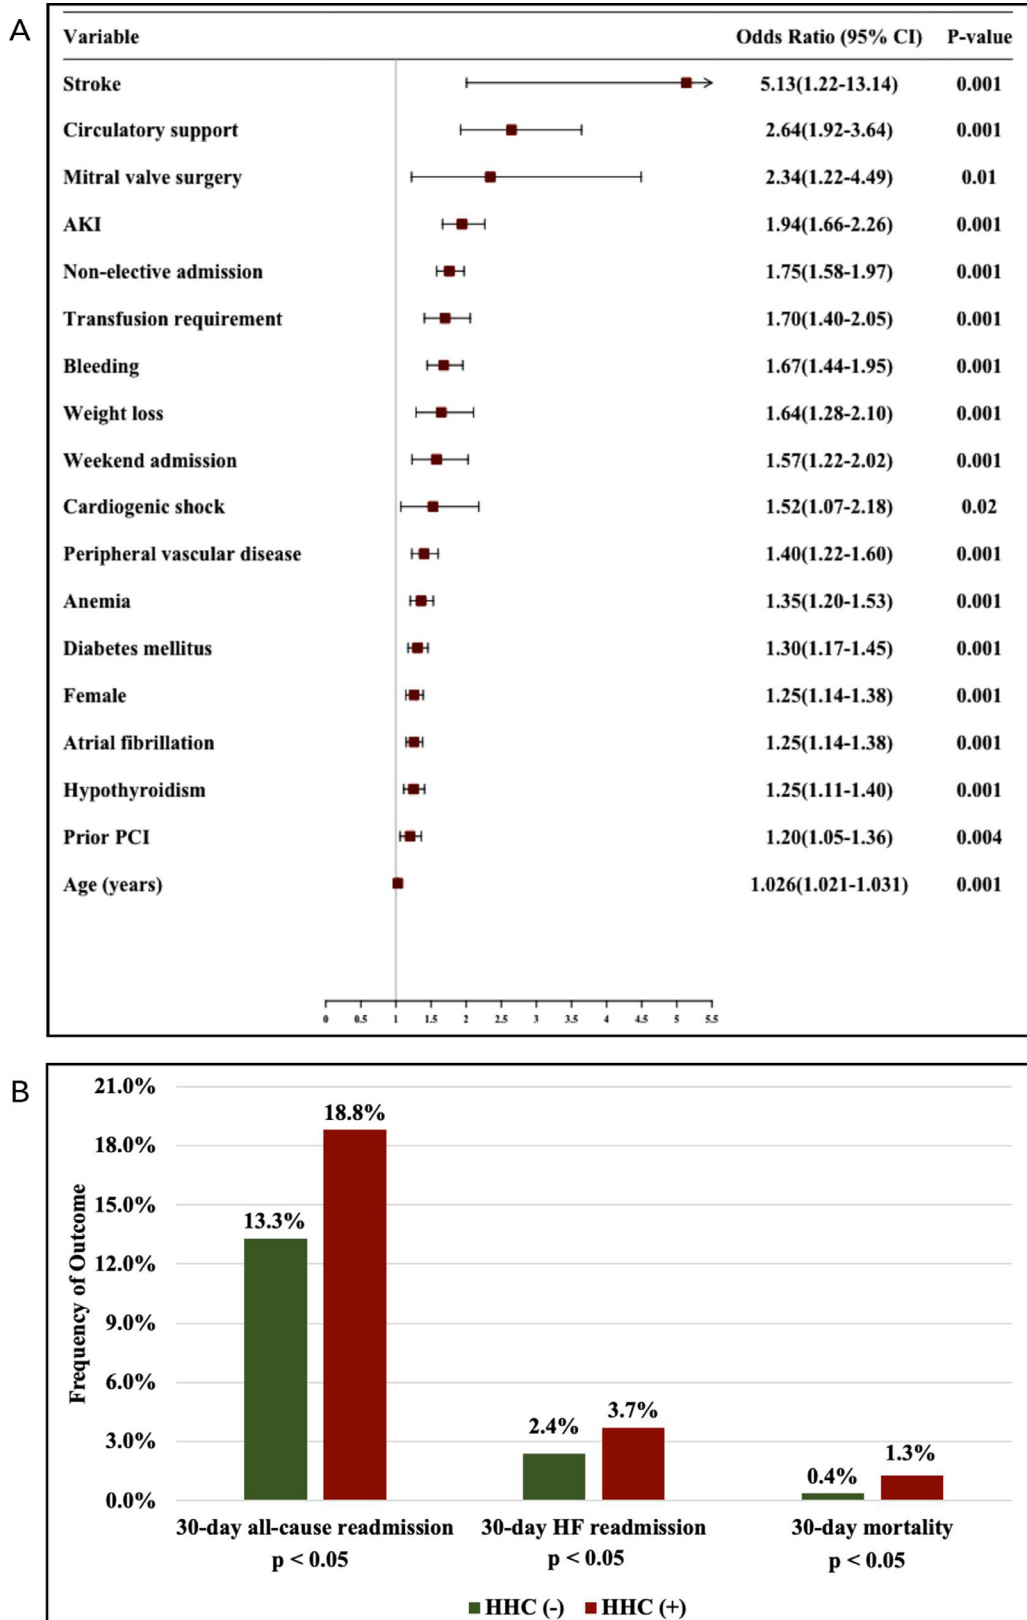 A
Variable Odds Ratio (95% CI) P-value
Stroke 5.13(1.22-13.14) 0.001
Circulatory support 2.64(1.92-3.64) 0.001
Mitral valve surgery 2.34(1.22-4.49) 0.01
AKI 1.94(1.66-2.26) 0.001
Non-elective admission 1.75(1.58-1.97) 0.001
Transfusion requirement 1.70(1.40-2.05) 0.001
Bleeding 1.67(1.44-1.95) 0.001
Weight loss 1.64(1.28-2.10) 0.001
Weekend admission 1.57(1.22-2.02) 0.001
Cardiogenic shock 1.52(1.07-2.18) 0.02
Peripheral vascular disease 1.40(1.22-1.60) 0.001
Anemia 1.35(1.20-1.53) 0.001
Diabetes mellitus 1.30(1.17-1.45) 0.001
Female 1.25(1.14-1.38) 0.001
Atrial fibrillation 1.25(1.14-1.38) 0.001
Hypothyroidism 1.25(1.11-1.40) 0.001
Prior PCI 1.20(1.05-1.36) 0.004
Age (years) 1.026(1.021-1.031) 0.001
0 0.5 1 1.5 2 2.5 3 3.5 4 4.5 5 5.5
B
Frequency of Outcome
21.0%
18.0%
15.0%
12.0%
9.0%
6.0%
3.0%
0.0%
13.3% 18.8%
2.4% 3.7%
0.4% 1.3%
30-day all-cause readmission 30-day HF readmission 30-day mortality
p < 0.05 p < 0.05 p < 0.05
HHC (-) HHC (+)